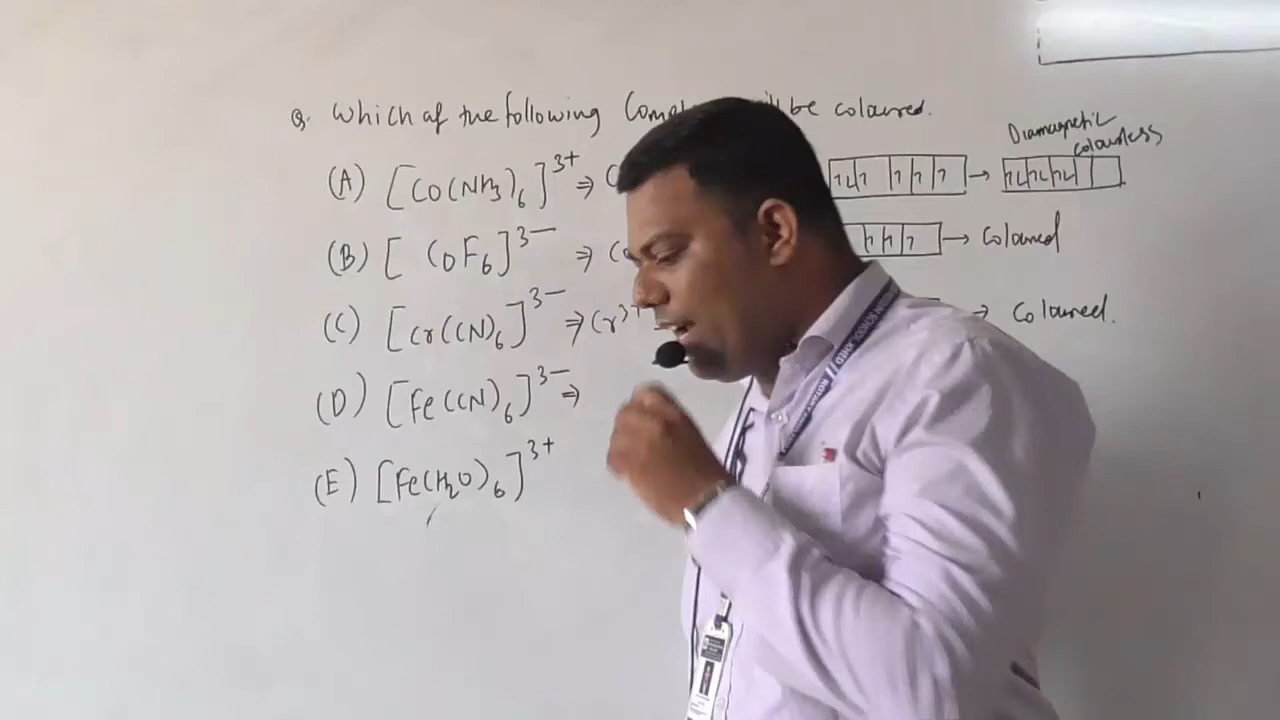 Q. Which of the following will be coloured.
Diamagnetic
colourless
(A) [Co(NH3)6]3+ ⇒ →
(B) [CoF6]3− ⇒ → Coloured
(C) [Cr(CN)6]3− ⇒ Cr3+ → Coloured.
(D) [Fe(CN)6]3− ⇒
(E) [Fe(H2O)6]3+